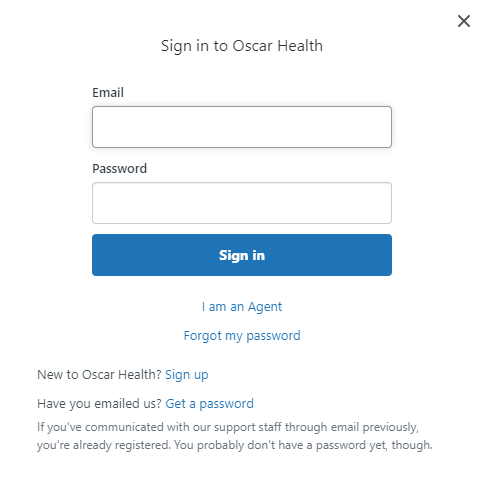 Sign in to Oscar Health
Email
Password
Sign in
I am an Agent
Forgot my password
New to Oscar Health? Sign up
Have you emailed us? Get a password
If you've communicated with our support staff through email previously,
you're already registered. You probably don't have a password yet, though.